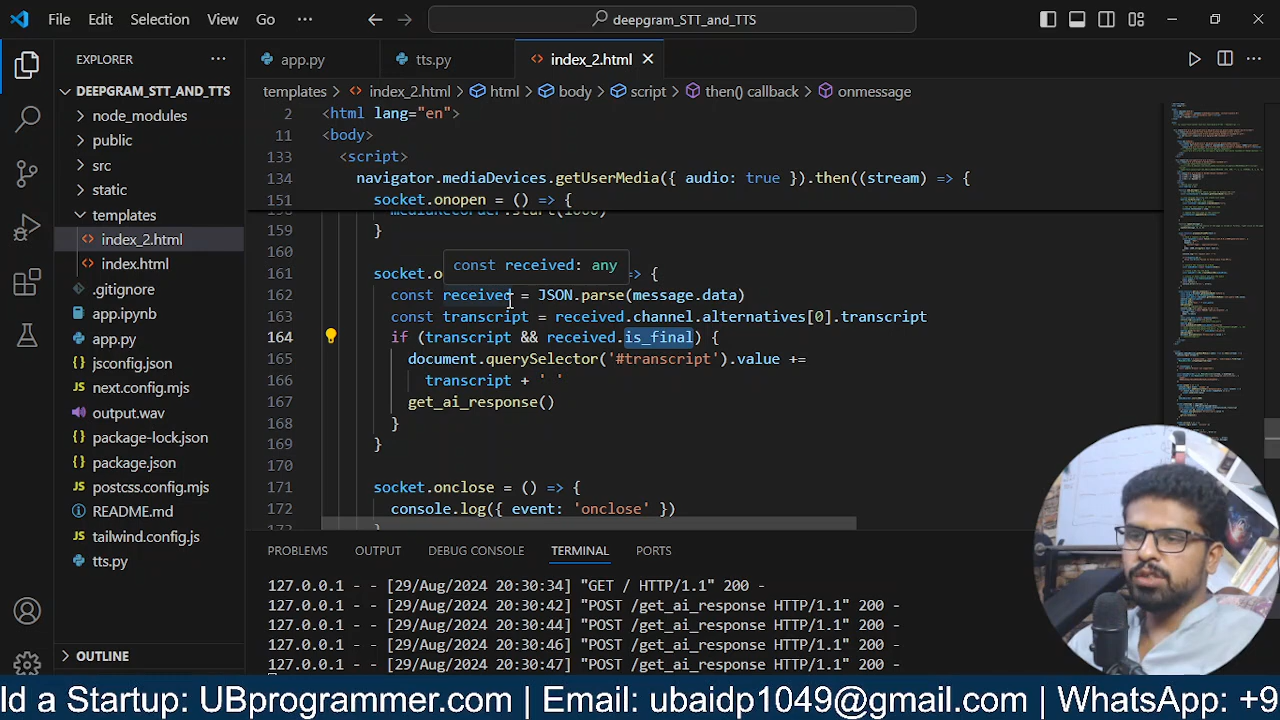 File Edit Selection View Go ··· deepgram_STT_and_TTS
EXPLORER ···
DEEPGRAM_STT_AND_TTS
node_modules
public
src
static
templates
index_2.html
index.html
.gitignore
app.ipynb
app.py
jsconfig.json
next.config.mjs
output.wav
package-lock.json
package.json
postcss.config.mjs
README.md
tailwind.config.js
tts.py
OUTLINE
app.py tts.py index_2.html
templates > index_2.html > html > body > script > then() callback > onmessage
2 <html lang="en">
11 <body>
133 <script>
134 navigator.mediaDevices.getUserMedia({ audio: true }).then((stream) => {
151 socket.onopen = () => {
159 }
160
const received: any
161 socket.o => {
162 const received = JSON.parse(message.data)
163 const transcript = received.channel.alternatives[0].transcript
164 if (transcript && received.is_final) {
165 document.querySelector('#transcript').value +=
166 transcript + ' '
167 get_ai_response()
168 }
169 }
170
171 socket.onclose = () => {
172 console.log({ event: 'onclose' })
173 }
PROBLEMS OUTPUT DEBUG CONSOLE TERMINAL PORTS
127.0.0.1 - - [29/Aug/2024 20:30:34] "GET / HTTP/1.1" 200 -
127.0.0.1 - - [29/Aug/2024 20:30:42] "POST /get_ai_response HTTP/1.1" 200 -
127.0.0.1 - - [29/Aug/2024 20:30:44] "POST /get_ai_response HTTP/1.1" 200 -
127.0.0.1 - - [29/Aug/2024 20:30:46] "POST /get_ai_response HTTP/1.1" 200 -
127.0.0.1 - - [29/Aug/2024 20:30:47] "POST /get_ai_response HTTP/1.1" 200 -
ld a Startup: UBprogrammer.com | Email: ubaidp1049@gmail.com | WhatsApp: +9